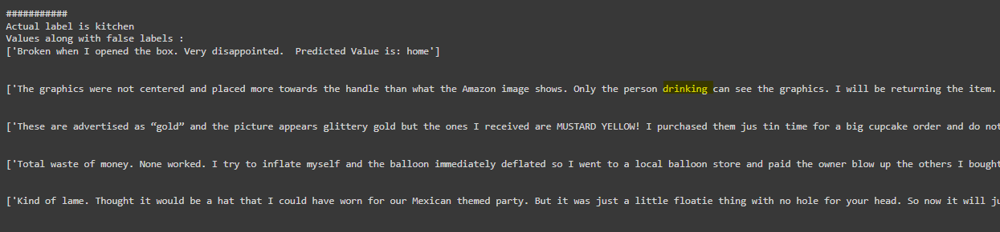 ###########
Actual label is kitchen
Values along with false labels :
['Broken when I opened the box. Very disappointed.  Predicted Value is: home']
['The graphics were not centered and placed more towards the handle than what the Amazon image shows. Only the person drinking can see the graphics. I will be returning the item.
['These are advertised as “gold” and the picture appears glittery gold but the ones I received are MUSTARD YELLOW! I purchased them jus tin time for a big cupcake order and do not
['Total waste of money. None worked. I try to inflate myself and the balloon immediately deflated so I went to a local balloon store and paid the owner blow up the others I bought
['Kind of lame. Thought it would be a hat that I could have worn for our Mexican themed party. But it was just a little floatie thing with no hole for your head. So now it will